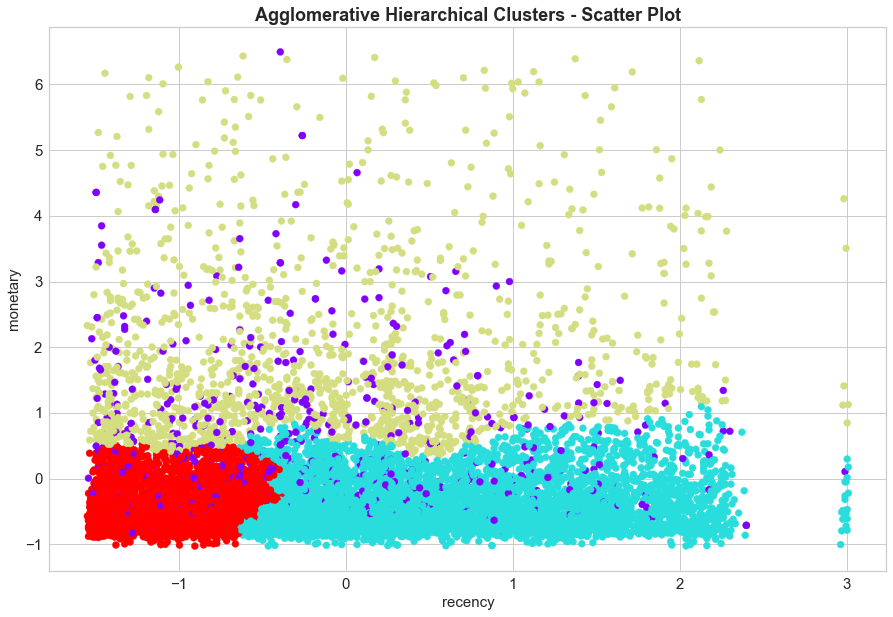 Agglomerative Hierarchical Clusters - Scatter Plot
monetary
6
5
4
3
2
1
0
−1
−1 0 1 2 3
recency